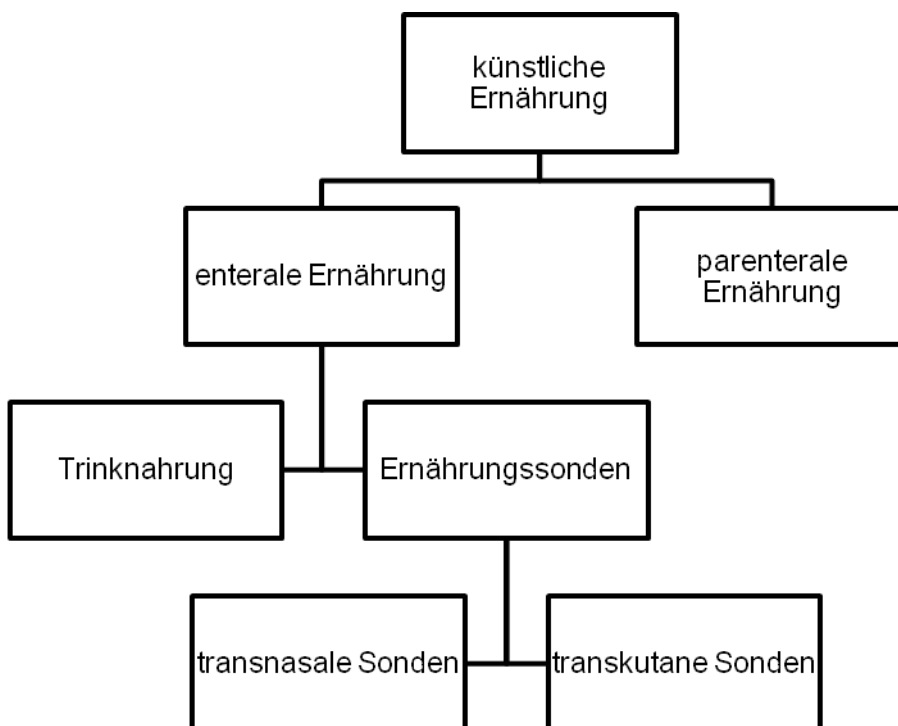 künstliche
Ernährung
enterale Ernährung
parenterale
Ernährung
Trinknahrung
Ernährungssonden
transnasale Sonden
transkutane Sonden